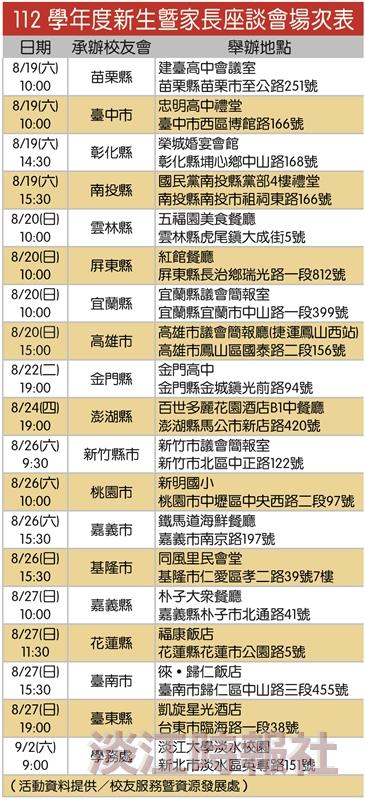 112 學年度新生暨家長座談會場次表
日期 承辦校友會 舉辦地點
8/19(六) 10:00 苗栗縣 建臺高中會議室
苗栗縣苗栗市至公路251號
8/19(六) 10:00 臺中市 忠明高中禮堂
臺中市西區博館路166號
8/19(六) 14:30 彰化縣 榮城婚宴會館
彰化縣埔心鄉中山路168號
8/19(六) 15:30 南投縣 國民黨南投縣黨部4樓禮堂
南投縣南投市祖祠東路166號
8/20(日) 10:00 雲林縣 五福園美食餐廳
雲林縣虎尾鎮大成街5號
8/20(日) 10:00 屏東縣 紅館餐廳
屏東縣長治鄉瑞光路一段812號
8/20(日) 10:00 宜蘭縣 宜蘭縣議會簡報室
宜蘭縣宜蘭市中山路一段399號
8/20(日) 15:00 高雄市 高雄市議會簡報廳(捷運鳳山西站)
高雄市鳳山區國泰路二段156號
8/22(二) 19:00 金門縣 金門高中
金門縣金城鎮光前路94號
8/24(四) 19:00 澎湖縣 百世多麗花園酒店B1中餐廳
澎湖縣馬公市新店路420號
8/26(六) 9:30 新竹縣市 新竹市議會簡報室
新竹市北區中正路122號
8/26(六) 10:00 桃園市 新明國小
桃園市中壢區中央西路二段97號
8/26(六) 15:30 嘉義市 鐵馬道海鮮餐廳
嘉義市南京路197號
8/26(日) 15:30 基隆市 同風里民會堂
基隆市仁愛區孝二路39號7樓
8/27(日) 10:00 嘉義縣 朴子大眾餐廳
嘉義縣朴子市北通路41號
8/27(日) 11:30 花蓮縣 福康飯店
花蓮縣花蓮市公園路5號
8/27(日) 15:30 臺南市 徠・歸仁飯店
臺南市歸仁區中山路三段455號
8/27(日) 19:00 臺東縣 凱旋星光酒店
台東市臨海路一段38號
9/2(六) 9:00 學務處 淡江大學淡水校園
新北市淡水區英專路151號
淡江時報社
（活動資料提供／校友服務暨資源發展處）